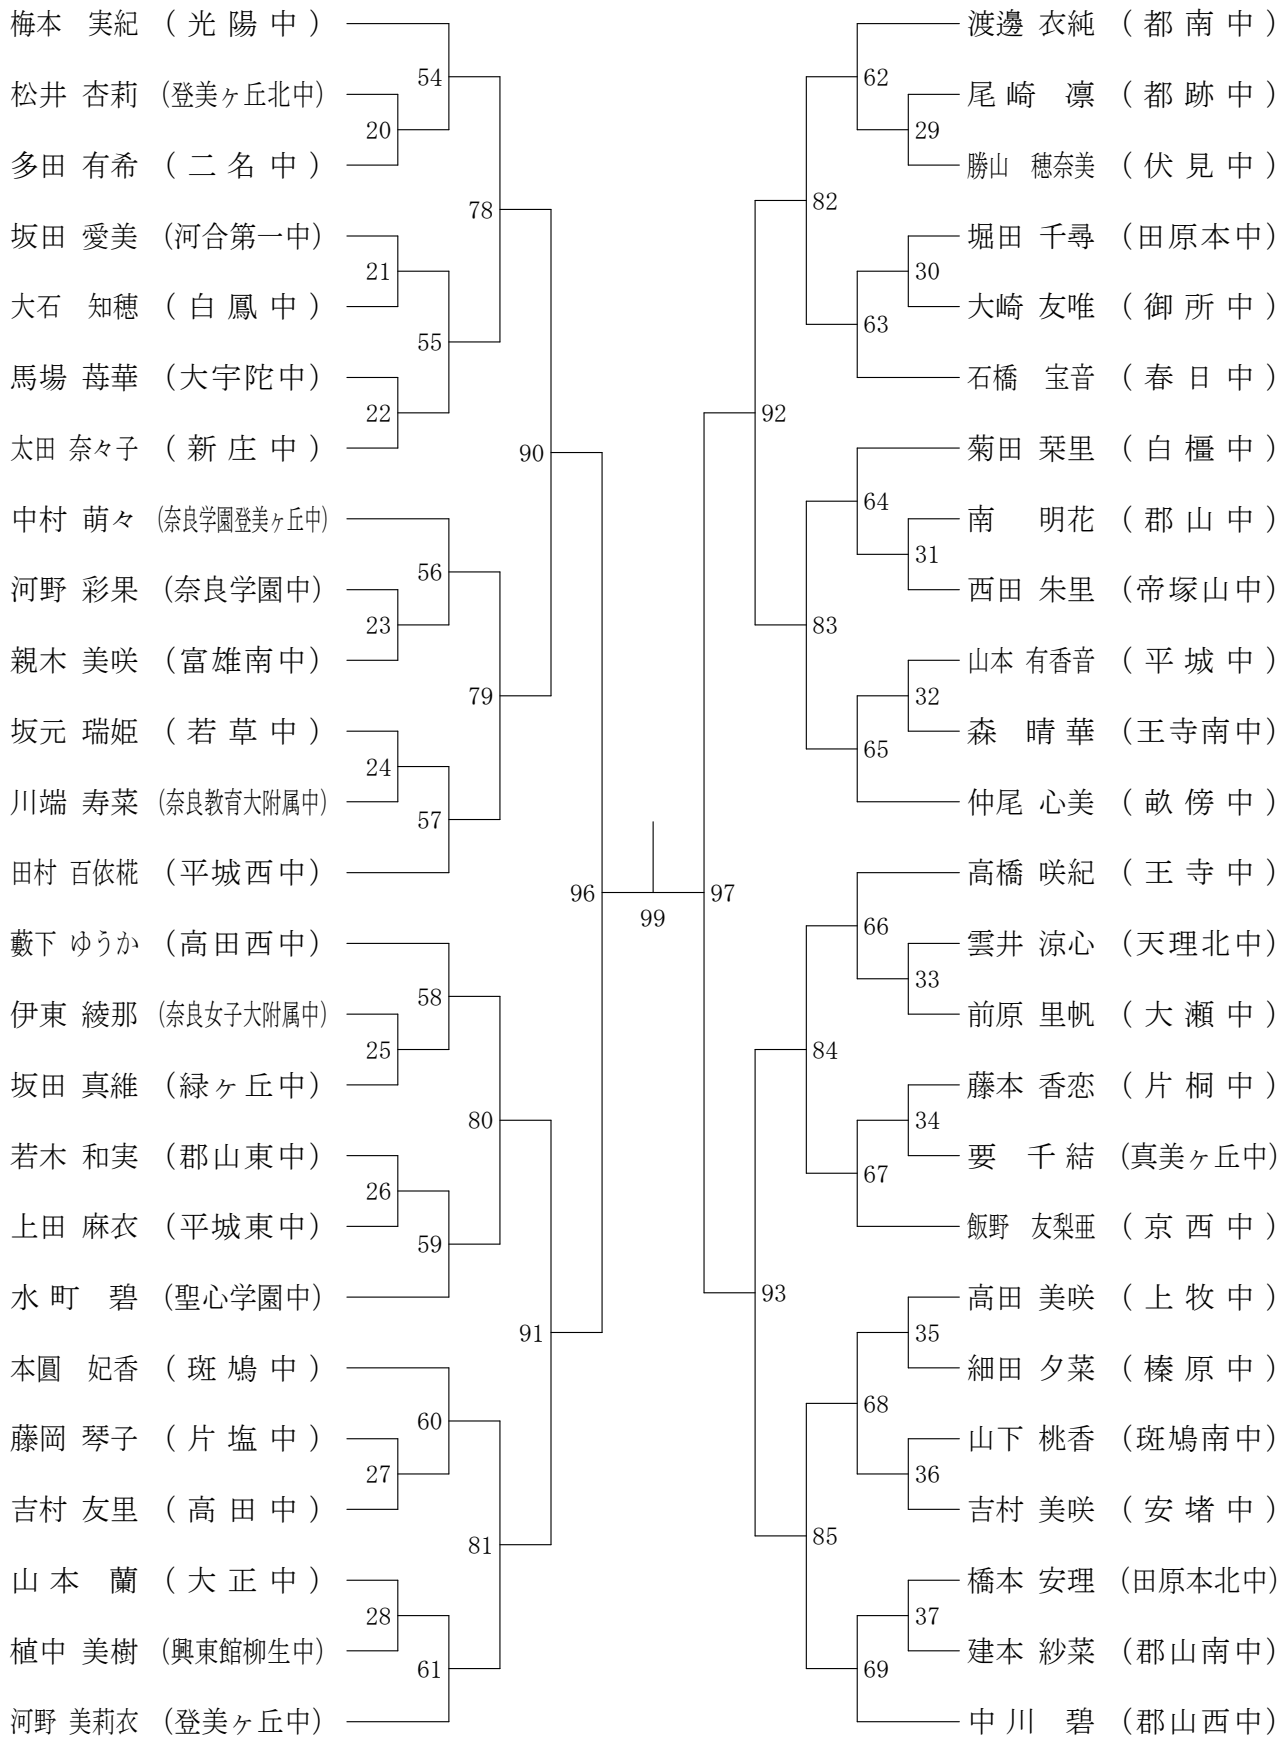 梅本 実紀 （光陽中）
松井 杏莉 （登美ヶ丘北中）
多田 有希 （二名中）
坂田 愛美 （河合第一中）
大石 知穂 （白鳳中）
馬場 苺華 （大宇陀中）
太田 奈々子 （新庄中）
中村 萌々 （奈良学園登美ヶ丘中）
河野 彩果 （奈良学園中）
親木 美咲 （富雄南中）
坂元 瑞姫 （若草中）
川端 寿菜 （奈良教育大附属中）
田村 百依椛 （平城西中）
藪下 ゆうか （高田西中）
伊東 綾那 （奈良女子大附属中）
坂田 真維 （緑ヶ丘中）
若木 和実 （郡山東中）
上田 麻衣 （平城東中）
水町 碧 （聖心学園中）
本圓 妃香 （斑鳩中）
藤岡 琴子 （片塩中）
吉村 友里 （高田中）
山本 蘭 （大正中）
植中 美樹 （興東館柳生中）
河野 美莉衣 （登美ヶ丘中）
20
21
22
23
24
25
26
27
28
54
55
56
57
58
59
60
61
78
79
80
81
90
91
96
99
97
92
93
82
83
84
85
62
63
64
65
66
67
68
69
29
30
31
32
33
34
35
36
37
渡邊 衣純 （都南中）
尾崎 凛 （都跡中）
勝山 穂奈美 （伏見中）
堀田 千尋 （田原本中）
大崎 友唯 （御所中）
石橋 宝音 （春日中）
菊田 栞里 （白橿中）
南 明花 （郡山中）
西田 朱里 （帝塚山中）
山本 有香音 （平城中）
森 晴華 （王寺南中）
仲尾 心美 （畝傍中）
高橋 咲紀 （王寺中）
雲井 涼心 （天理北中）
前原 里帆 （大瀬中）
藤本 香恋 （片桐中）
要 千結 （真美ヶ丘中）
飯野 友梨亜 （京西中）
高田 美咲 （上牧中）
細田 夕菜 （榛原中）
山下 桃香 （斑鳩南中）
吉村 美咲 （安堵中）
橋本 安理 （田原本北中）
建本 紗菜 （郡山南中）
中川 碧 （郡山西中）